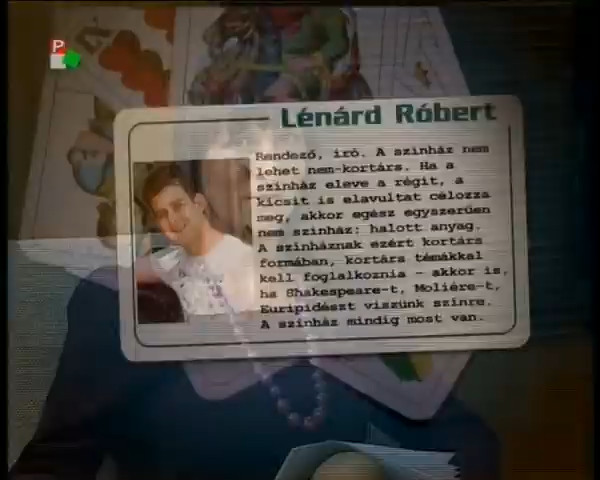 P
Lénárd Róbert
Rendező, író. A színház nem
lehet nem-kortárs. Ha a
színház eleve a régit, a
kicsit is elavultat célozza
meg, akkor egész egyszerűen
nem színház: halott anyag.
A színháznak ezért kortárs
formában, kortárs témákkal
kell foglalkoznia - akkor is,
ha Shakespeare-t, Moliére-t,
Euripidészt viszünk színre.
A színház mindig most van.